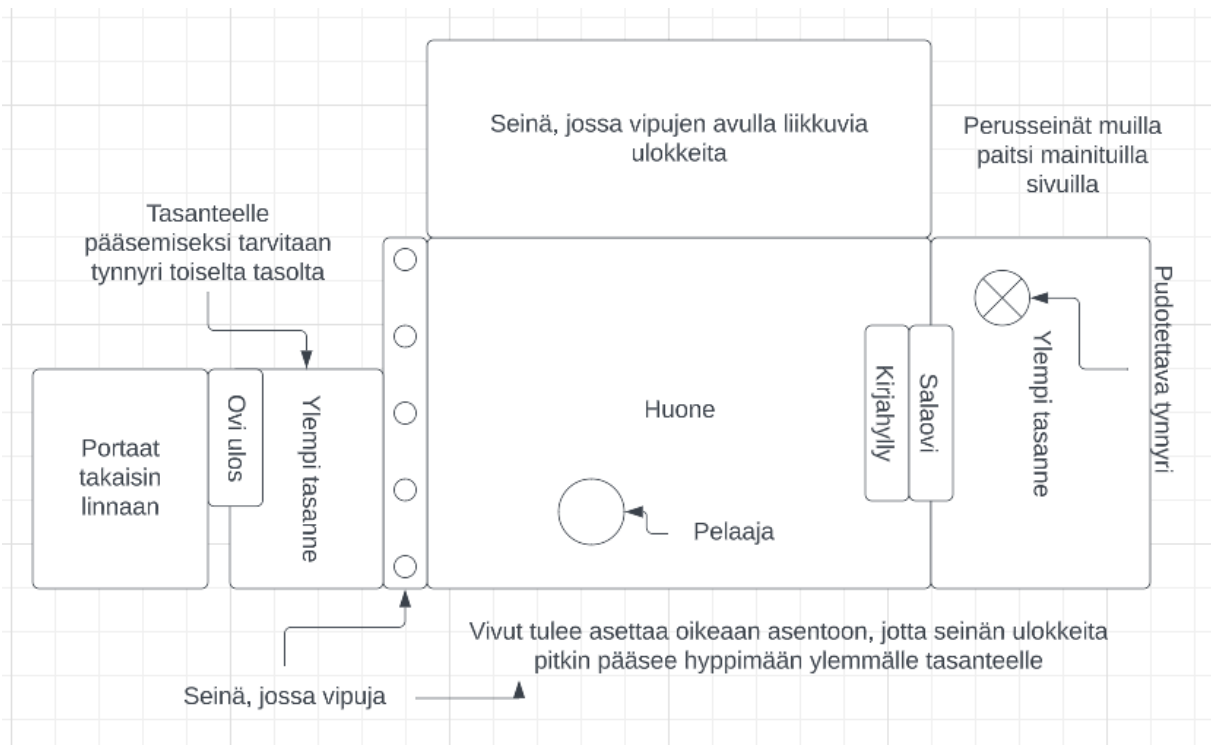 Seinä, jossa vipujen avulla liikkuvia
ulokkeita
Perusseinät muilla
paitsi mainituilla
sivuilla
Tasanteelle
pääsemiseksi tarvitaan
tynnyri toiselta tasolta
Portaat
takaisin
linnaan
Ovi ulos
Ylempi tasanne
Huone
Pelaaja
Kirjahylly
Salaovi
Ylempi tasanne
Pudotettava tynnyri
Vivut tulee asettaa oikeaan asentoon, jotta seinän ulokkeita
pitkin pääsee hyppimään ylemmälle tasanteelle
Seinä, jossa vipuja